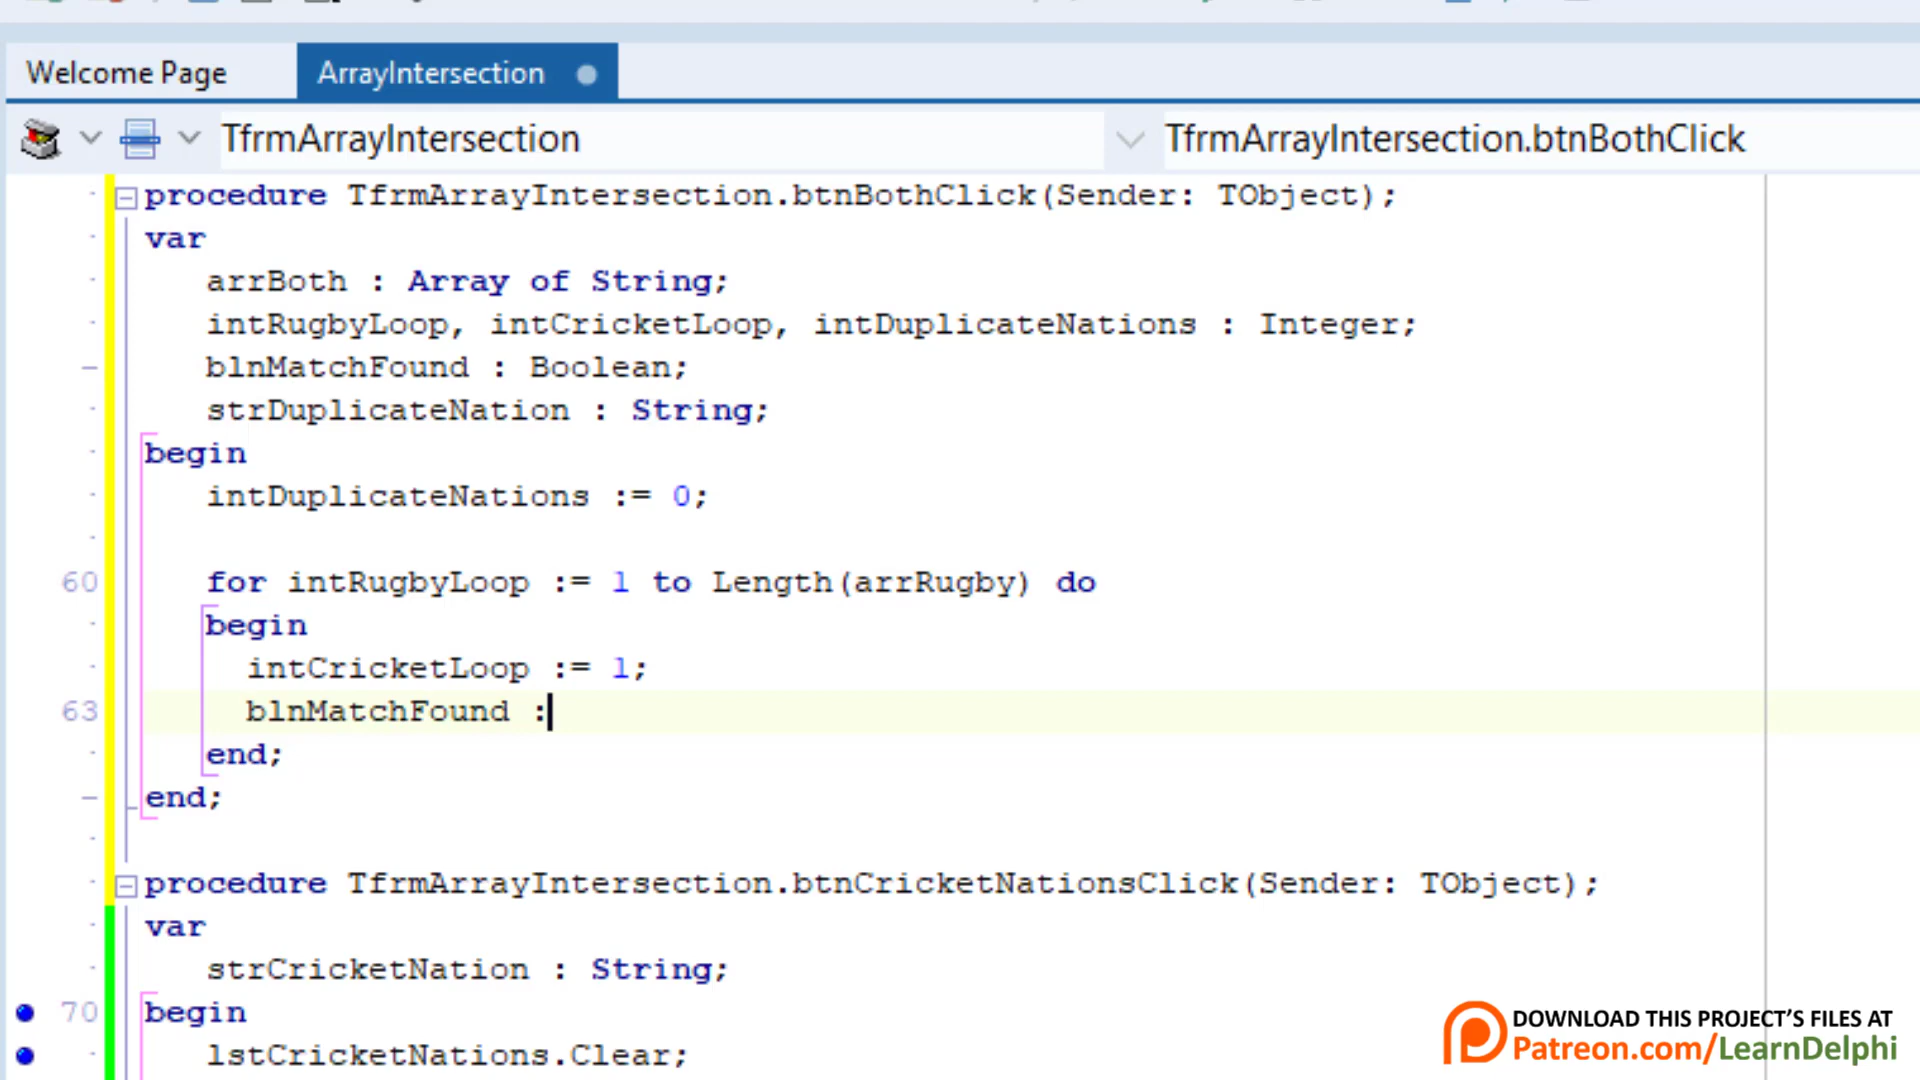 Welcome Page
ArrayIntersection
TfrmArrayIntersection
TfrmArrayIntersection.btnBothClick
procedure TfrmArrayIntersection.btnBothClick(Sender: TObject);
var
arrBoth : Array of String;
intRugbyLoop, intCricketLoop, intDuplicateNations : Integer;
blnMatchFound : Boolean;
strDuplicateNation : String;
begin
intDuplicateNations := 0;
60 for intRugbyLoop := 1 to Length(arrRugby) do
begin
intCricketLoop := 1;
63 blnMatchFound :
end;
end;
procedure TfrmArrayIntersection.btnCricketNationsClick(Sender: TObject);
var
strCricketNation : String;
70 begin
lstCricketNations.Clear;
DOWNLOAD THIS PROJECT'S FILES AT
Patreon.com/LearnDelphi